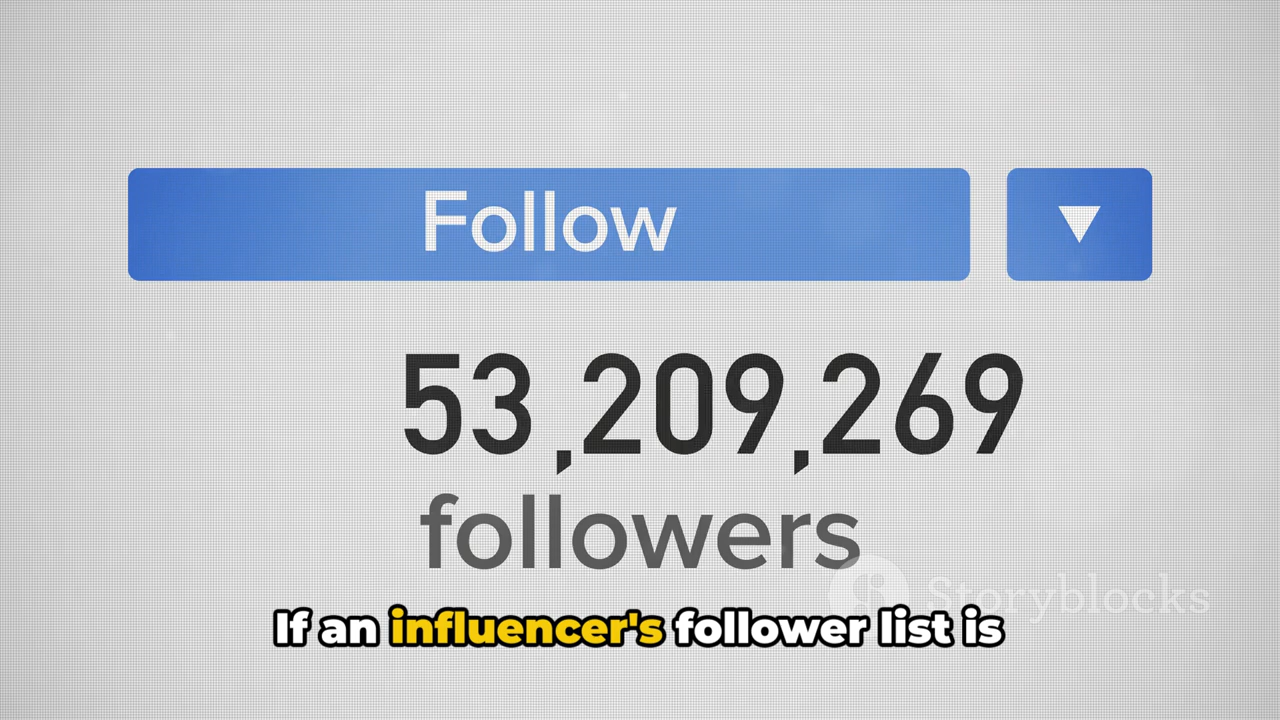 Follow
53,209,269
followers
Storyblocks
If an influencer's follower list is